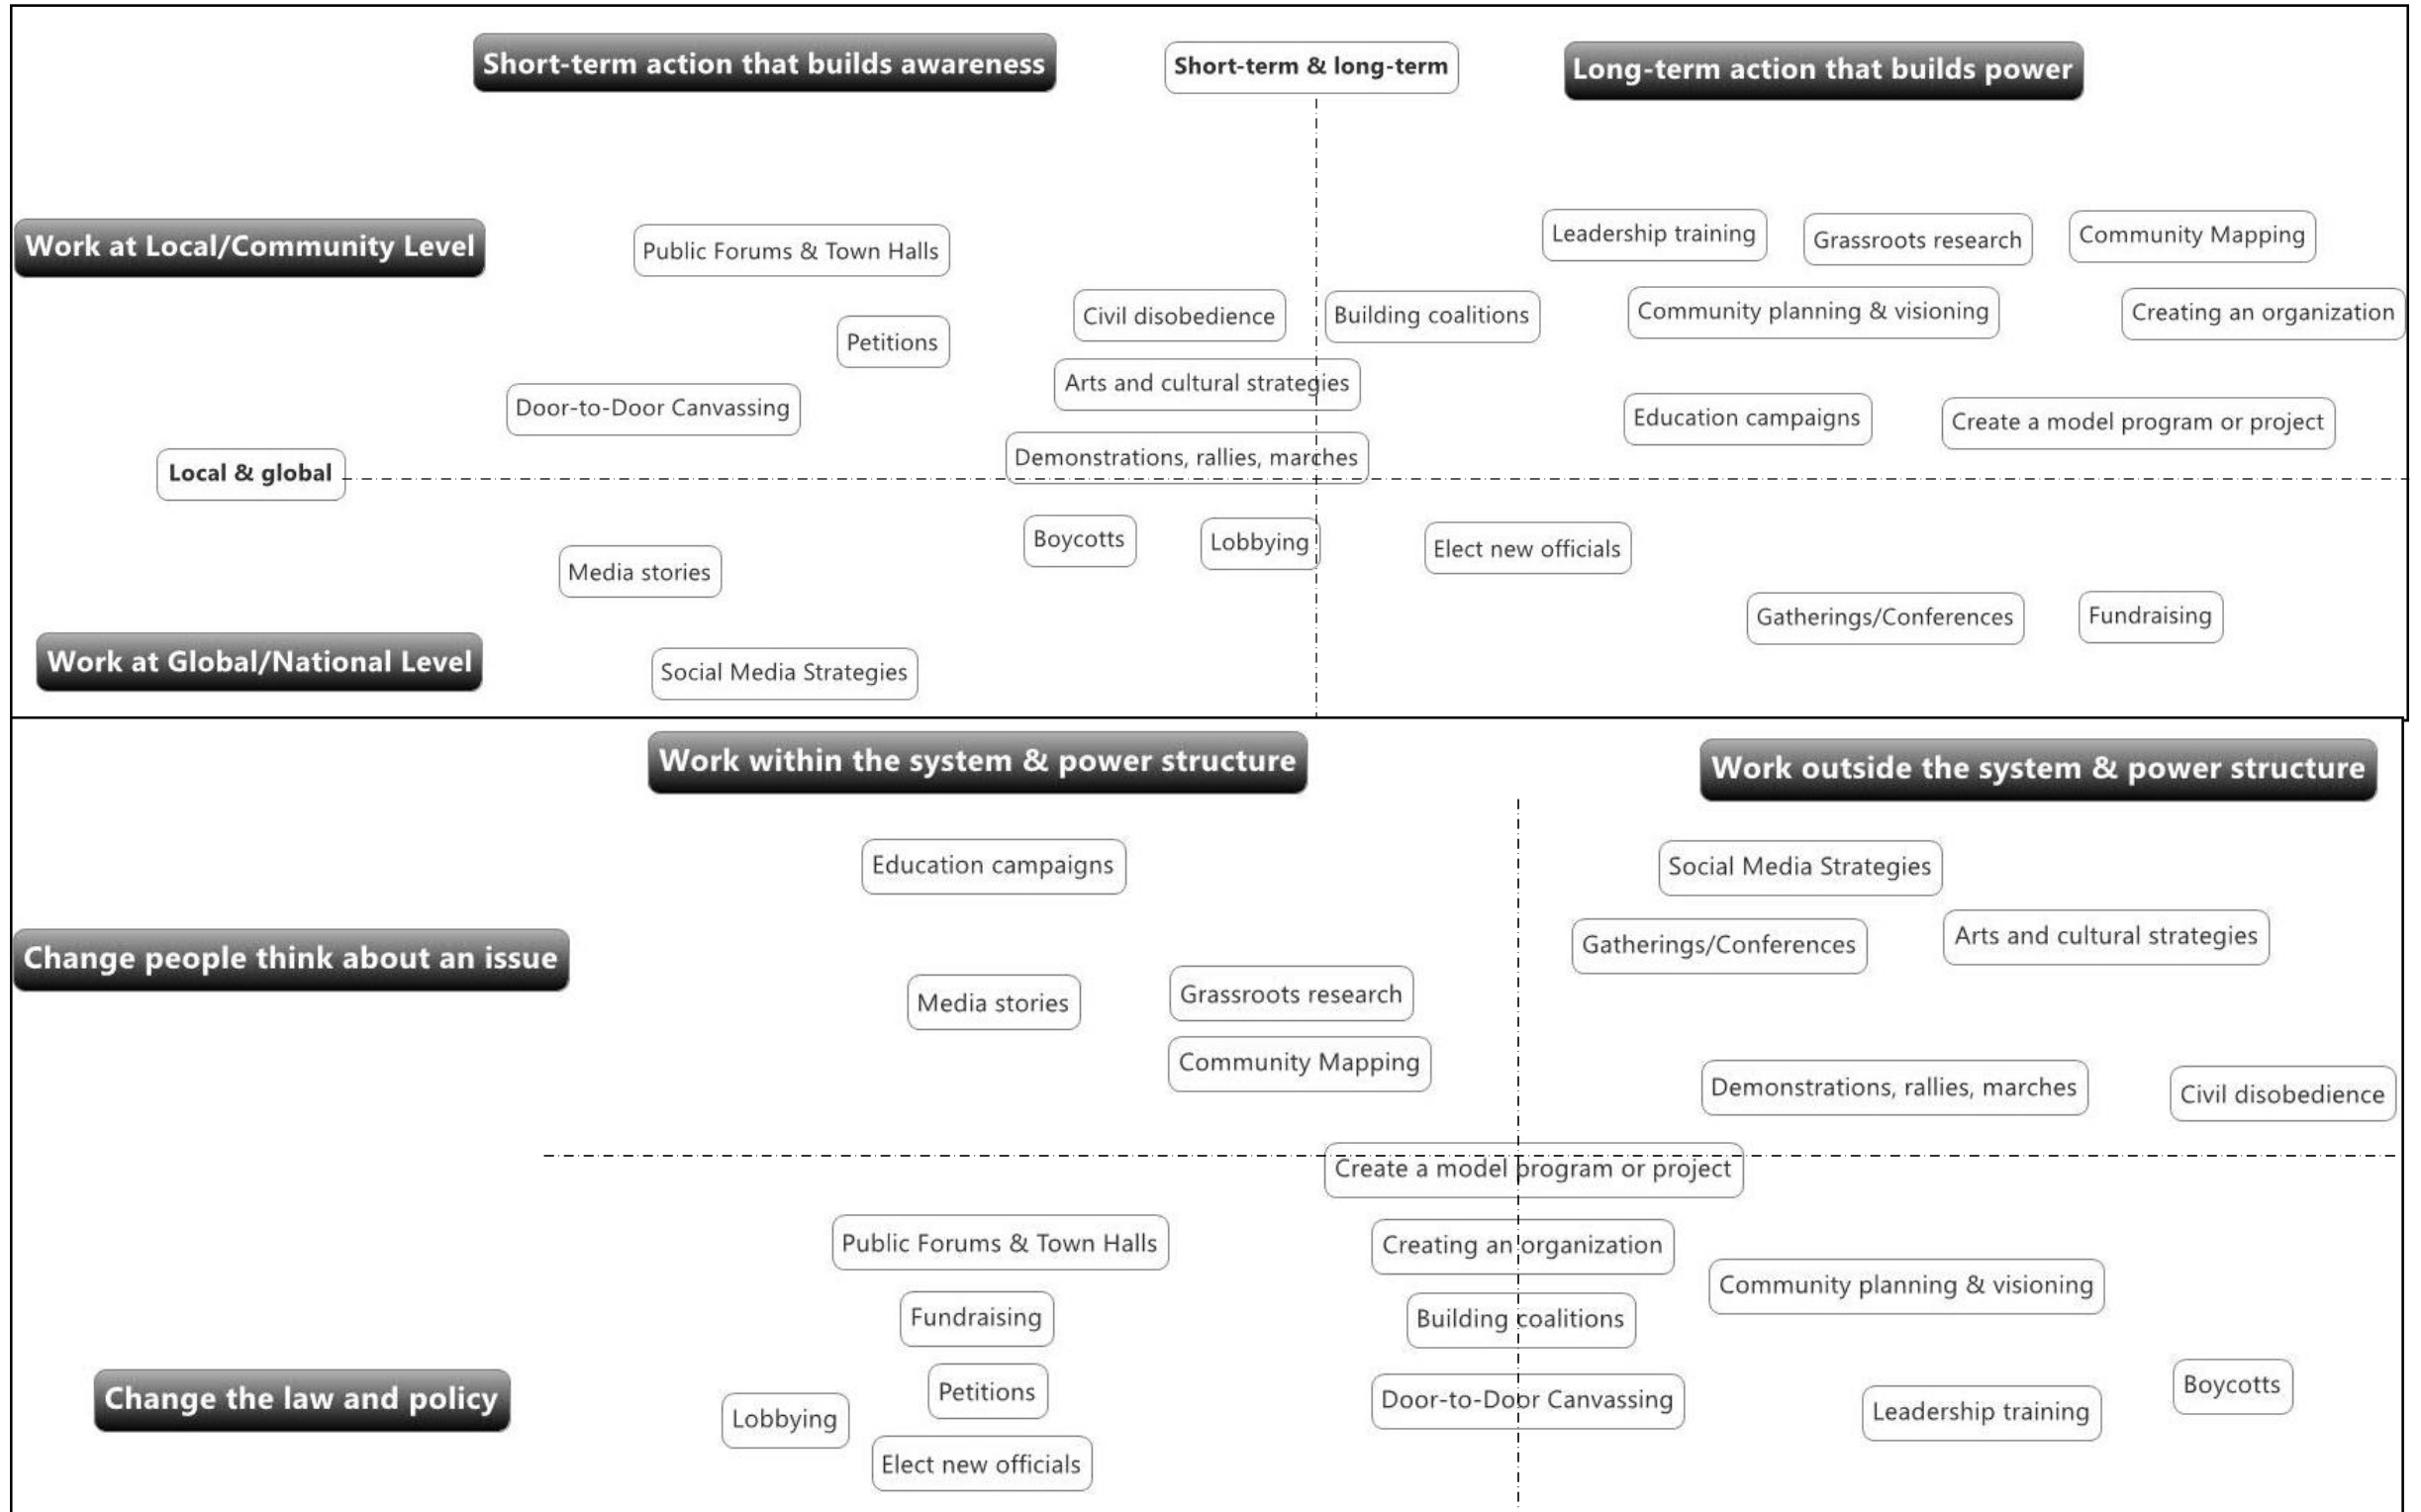 Short-term action that builds awareness
Short-term & long-term
Long-term action that builds power
Work at Local/Community Level
Public Forums & Town Halls
Leadership training
Grassroots research
Community Mapping
Civil disobedience
Building coalitions
Community planning & visioning
Creating an organization
Petitions
Arts and cultural strategies
Door-to-Door Canvassing
Education campaigns
Create a model program or project
Demonstrations, rallies, marches
Local & global
Boycotts
Lobbying
Elect new officials
Media stories
Gatherings/Conferences
Fundraising
Work at Global/National Level
Social Media Strategies
Work within the system & power structure
Work outside the system & power structure
Education campaigns
Social Media Strategies
Change people think about an issue
Gatherings/Conferences
Arts and cultural strategies
Media stories
Grassroots research
Community Mapping
Demonstrations, rallies, marches
Civil disobedience
Create a model program or project
Public Forums & Town Halls
Creating an organization
Community planning & visioning
Fundraising
Building coalitions
Change the law and policy
Petitions
Door-to-Door Canvassing
Boycotts
Lobbying
Leadership training
Elect new officials